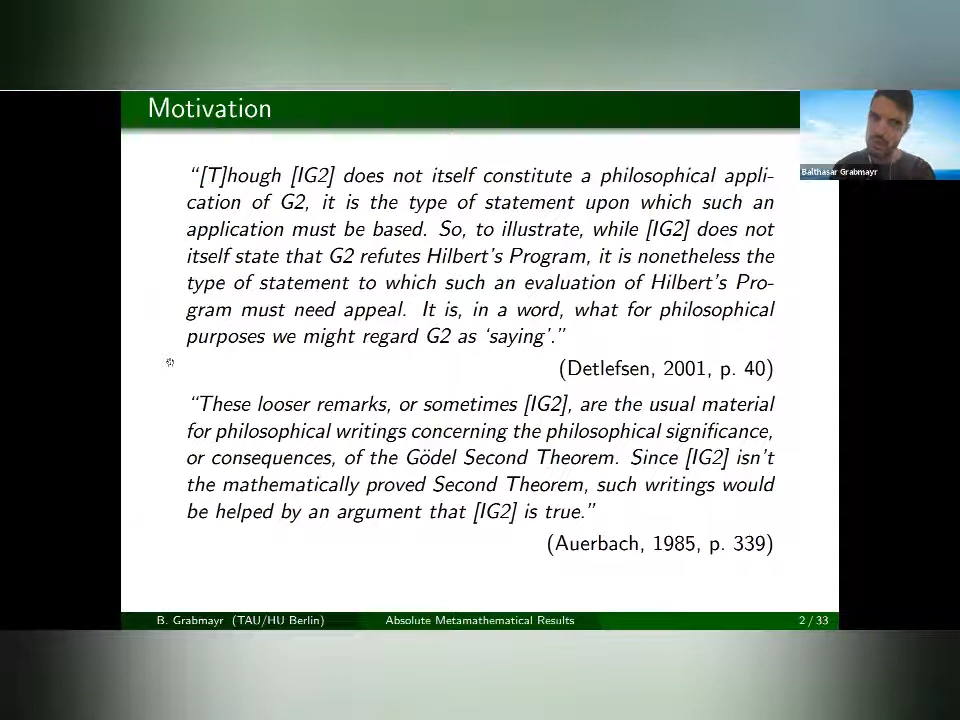 Motivation
“[T]hough [IG2] does not itself constitute a philosophical appli-
cation of G2, it is the type of statement upon which such an
application must be based. So, to illustrate, while [IG2] does not
itself state that G2 refutes Hilbert’s Program, it is nonetheless the
type of statement to which such an evaluation of Hilbert’s Pro-
gram must need appeal. It is, in a word, what for philosophical
purposes we might regard G2 as ‘saying’.”
(Detlefsen, 2001, p. 40)
“These looser remarks, or sometimes [IG2], are the usual material
for philosophical writings concerning the philosophical significance,
or consequences, of the Gödel Second Theorem. Since [IG2] isn’t
the mathematically proved Second Theorem, such writings would
be helped by an argument that [IG2] is true.”
(Auerbach, 1985, p. 339)
Balthasar Grabmayr
B. Grabmayr (TAU/HU Berlin) Absolute Metamathematical Results 2 / 33